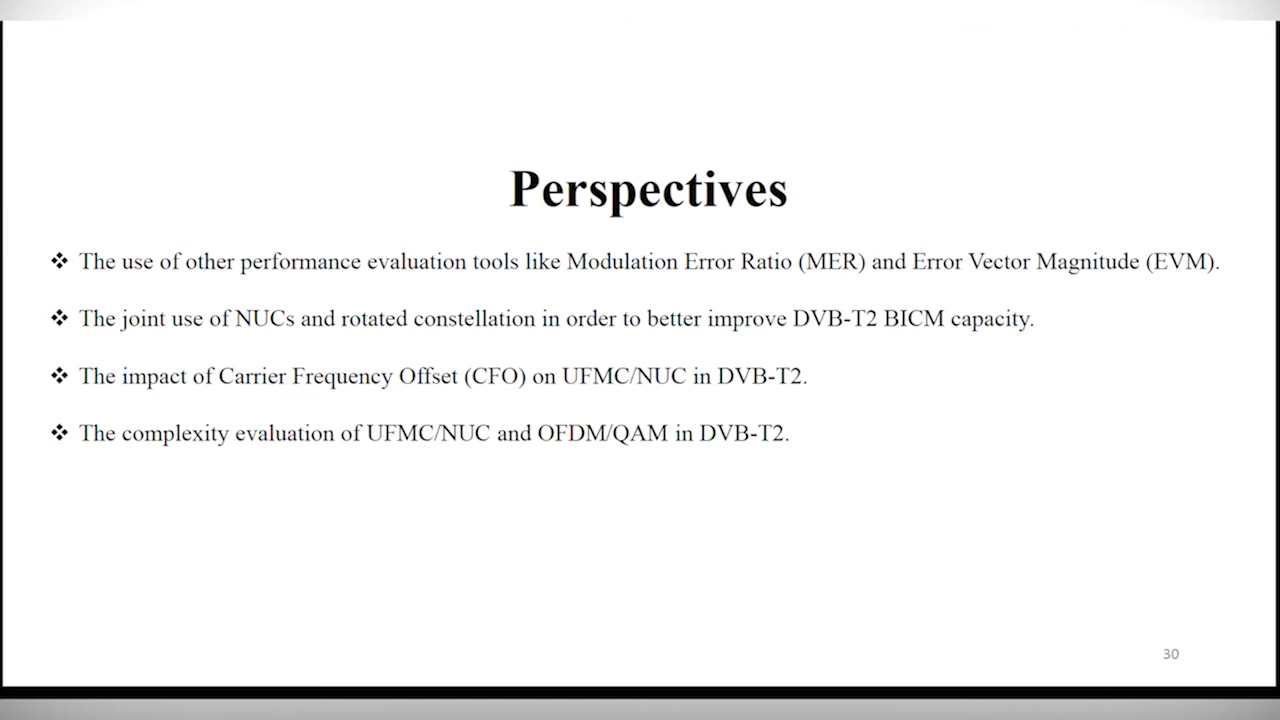 Perspectives
❖ The use of other performance evaluation tools like Modulation Error Ratio (MER) and Error Vector Magnitude (EVM).
❖ The joint use of NUCs and rotated constellation in order to better improve DVB-T2 BICM capacity.
❖ The impact of Carrier Frequency Offset (CFO) on UFMC/NUC in DVB-T2.
❖ The complexity evaluation of UFMC/NUC and OFDM/QAM in DVB-T2.
30